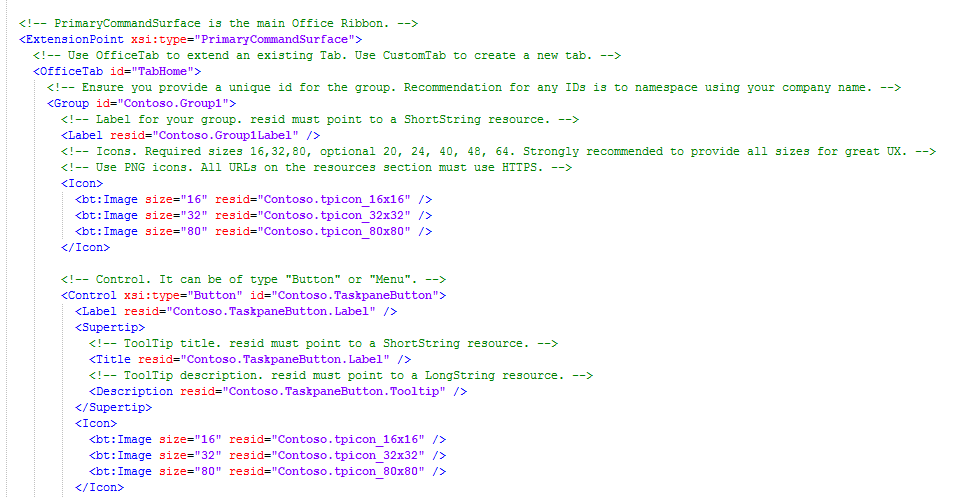 <!-- PrimaryCommandSurface is the main Office Ribbon. -->
<ExtensionPoint xsi:type="PrimaryCommandSurface">
<!-- Use OfficeTab to extend an existing Tab. Use CustomTab to create a new tab. -->
<OfficeTab id="TabHome">
<!-- Ensure you provide a unique id for the group. Recommendation for any IDs is to namespace using your company name. -->
<Group id="Contoso.Group1">
<!-- Label for your group. resid must point to a ShortString resource. -->
<Label resid="Contoso.Group1Label" />
<!-- Icons. Required sizes 16,32,80, optional 20, 24, 40, 48, 64. Strongly recommended to provide all sizes for great UX. -->
<!-- Use PNG icons. All URLs on the resources section must use HTTPS. -->
<Icon>
<bt:Image size="16" resid="Contoso.tpicon_16x16" />
<bt:Image size="32" resid="Contoso.tpicon_32x32" />
<bt:Image size="80" resid="Contoso.tpicon_80x80" />
</Icon>
<!-- Control. It can be of type "Button" or "Menu". -->
<Control xsi:type="Button" id="Contoso.TaskpaneButton">
<Label resid="Contoso.TaskpaneButton.Label" />
<Supertip>
<!-- ToolTip title. resid must point to a ShortString resource. -->
<Title resid="Contoso.TaskpaneButton.Label" />
<!-- ToolTip description. resid must point to a LongString resource. -->
<Description resid="Contoso.TaskpaneButton.Tooltip" />
</Supertip>
<Icon>
<bt:Image size="16" resid="Contoso.tpicon_16x16" />
<bt:Image size="32" resid="Contoso.tpicon_32x32" />
<bt:Image size="80" resid="Contoso.tpicon_80x80" />
</Icon>